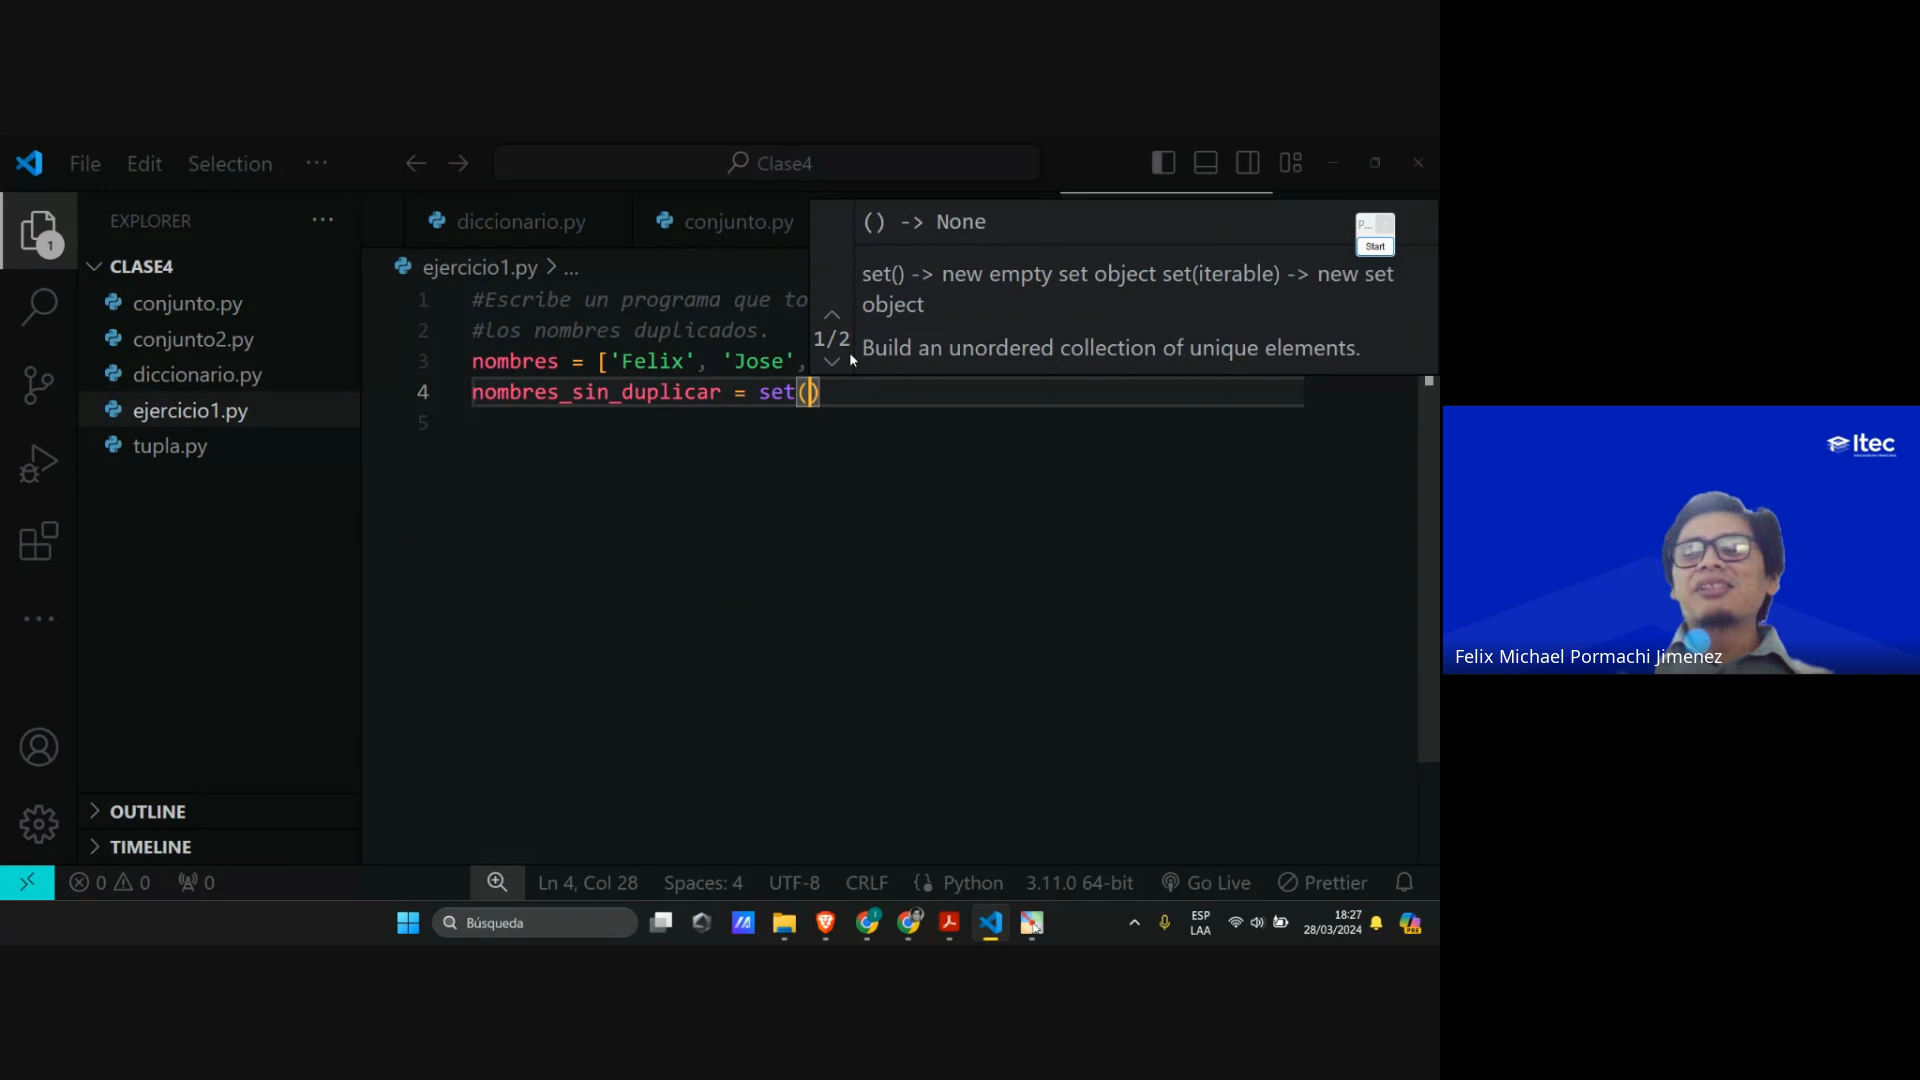 File Edit Selection ··· Clase4
EXPLORER ···
1
CLASE4
conjunto.py
conjunto2.py
diccionario.py
ejercicio1.py
tupla.py
OUTLINE
TIMELINE
diccionario.py conjunto.py
ejercicio1.py > ...
1 #Escribe un programa que to
2 #los nombres duplicados.
3 nombres = ['Felix', 'Jose',
4 nombres_sin_duplicar = set()
5
() -> None
P... Start
set() -> new empty set object set(iterable) -> new set
object
1/2
Build an unordered collection of unique elements.
0 0 0 Ln 4, Col 28 Spaces: 4 UTF-8 CRLF Python 3.11.0 64-bit Go Live Prettier
Búsqueda
ESP
LAA
18:27
28/03/2024
PRE
Itec
Felix Michael Pormachi Jimenez